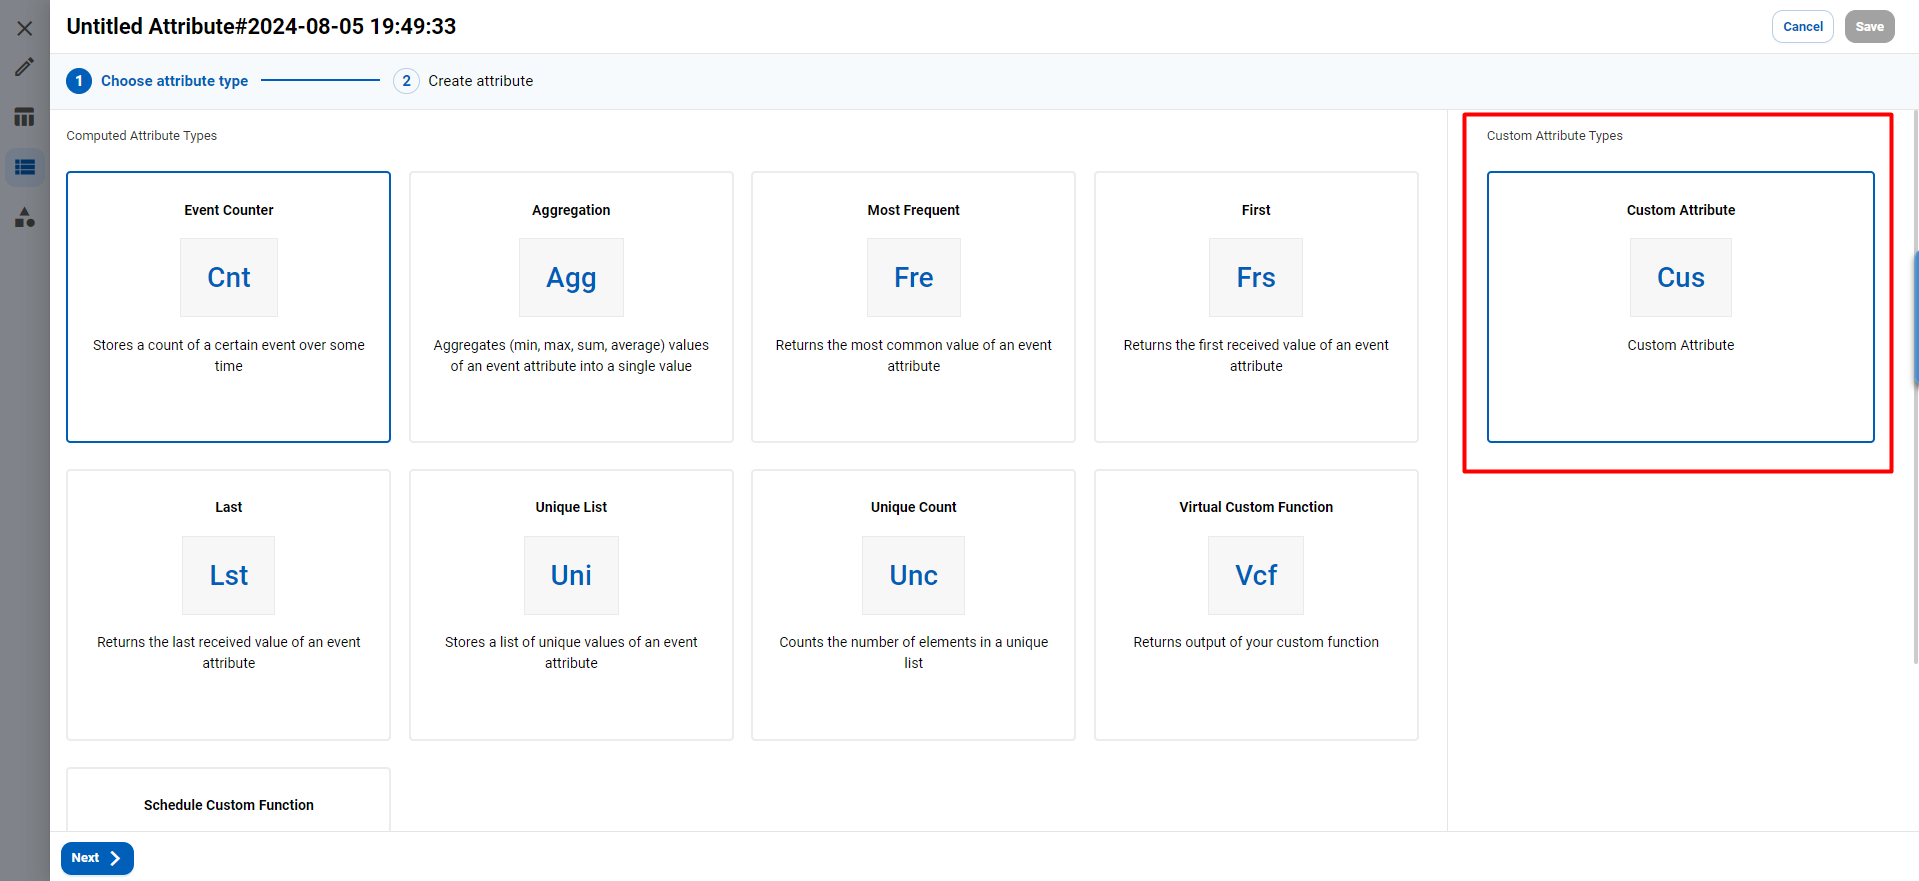 Untitled Attribute#2024-08-05 19:49:33
Cancel
Save
1 Choose attribute type
2 Create attribute
Computed Attribute Types
Event Counter
Cnt
Stores a count of a certain event over some
time
Aggregation
Agg
Aggregates (min, max, sum, average) values
of an event attribute into a single value
Most Frequent
Fre
Returns the most common value of an event
attribute
First
Frs
Returns the first received value of an event
attribute
Last
Lst
Returns the last received value of an event
attribute
Unique List
Uni
Stores a list of unique values of an event
attribute
Unique Count
Unc
Counts the number of elements in a unique
list
Virtual Custom Function
Vcf
Returns output of your custom function
Schedule Custom Function
Custom Attribute Types
Custom Attribute
Cus
Custom Attribute
Next